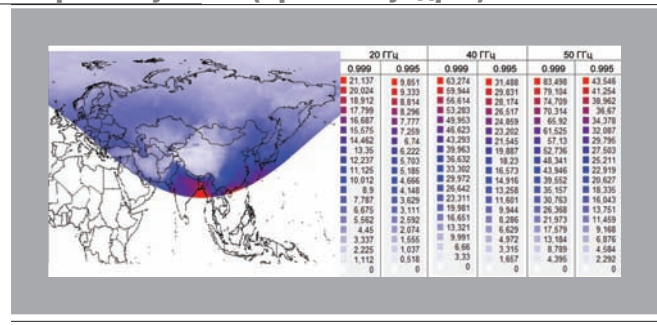 20 ГГц 40 ГГц 50 ГГц
0.999 0.995 0.999 0.995 0.999 0.995
21,137 9,851 63,274 31,488 83,498 43,546
20,024 9,333 59,944 29,831 79,104 41,254
18,912 8,814 56,614 28,174 74,709 38,962
17,799 8,296 53,283 26,517 70,314 36,67
16,687 7,777 49,953 24,859 65,92 34,378
15,575 7,259 46,623 23,202 61,525 32,087
14,462 6,74 43,293 21,545 57,13 29,795
13,35 6,222 39,963 19,887 52,736 27,503
12,237 5,703 36,632 18,23 48,341 25,211
11,125 5,185 33,302 16,573 43,946 22,919
10,012 4,666 29,972 14,916 39,552 20,627
8,9 4,148 26,642 13,258 35,157 18,335
7,787 3,629 23,311 11,601 30,763 16,043
6,675 3,111 19,981 9,944 26,368 13,751
5,562 2,592 16,651 8,286 21,973 11,459
4,45 2,074 13,321 6,629 17,579 9,168
3,337 1,555 9,991 4,972 13,184 6,876
2,225 1,037 6,66 3,315 8,789 4,584
1,112 0,518 3,33 1,657 4,395 2,292
0 0 0 0 0 0